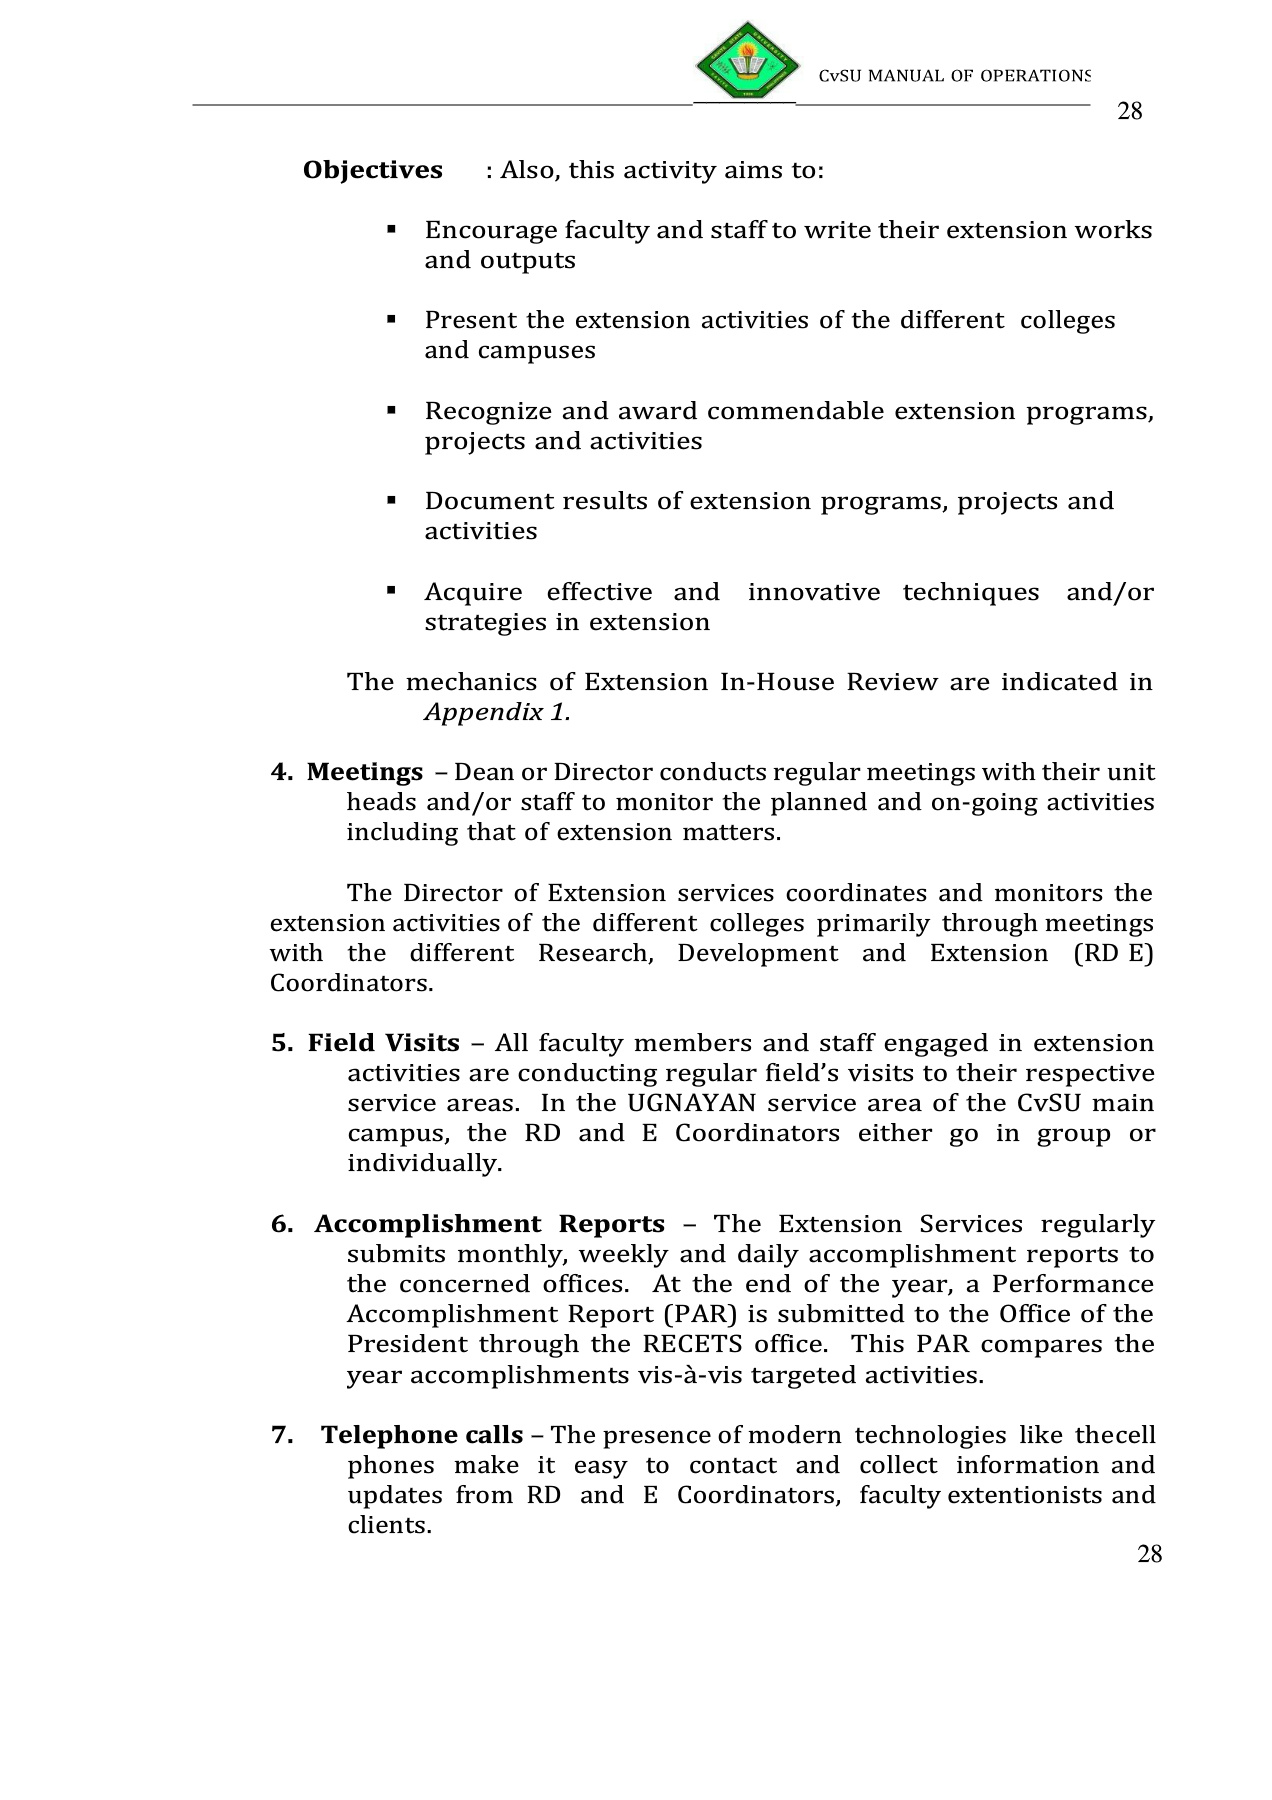 CvSU MANUAL OF OPERATIONS
28
Objectives : Also, this activity aims to:
▪ Encourage faculty and staff to write their extension works
and outputs
▪ Present the extension activities of the different colleges
and campuses
▪ Recognize and award commendable extension programs,
projects and activities
▪ Document results of extension programs, projects and
activities
▪ Acquire effective and innovative techniques and/or
strategies in extension
The mechanics of Extension In-House Review are indicated in
Appendix 1.
4. Meetings – Dean or Director conducts regular meetings with their unit
heads and/or staff to monitor the planned and on-going activities
including that of extension matters.
The Director of Extension services coordinates and monitors the
extension activities of the different colleges primarily through meetings
with the different Research, Development and Extension (RD E)
Coordinators.
5. Field Visits – All faculty members and staff engaged in extension
activities are conducting regular field’s visits to their respective
service areas. In the UGNAYAN service area of the CvSU main
campus, the RD and E Coordinators either go in group or
individually.
6. Accomplishment Reports – The Extension Services regularly
submits monthly, weekly and daily accomplishment reports to
the concerned offices. At the end of the year, a Performance
Accomplishment Report (PAR) is submitted to the Office of the
President through the RECETS office. This PAR compares the
year accomplishments vis-à-vis targeted activities.
7. Telephone calls – The presence of modern technologies like thecell
phones make it easy to contact and collect information and
updates from RD and E Coordinators, faculty extentionists and
clients.
28